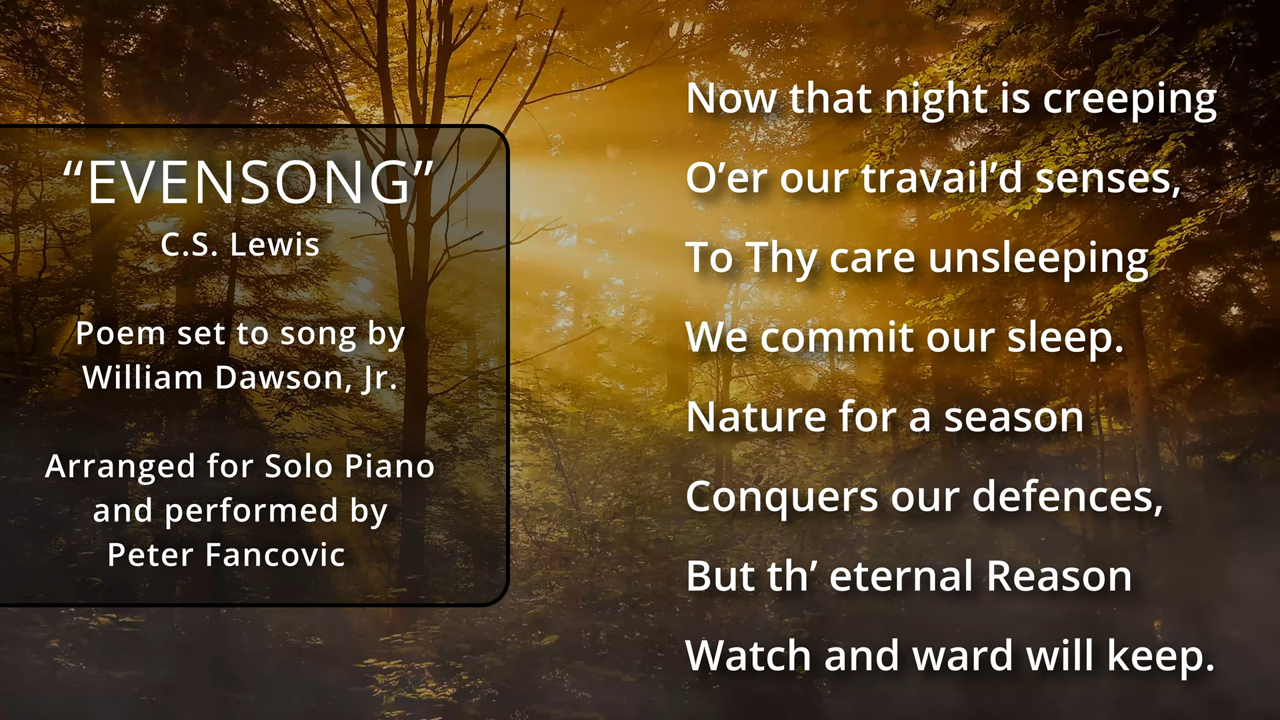 “EVENSONG”
C.S. Lewis
Poem set to song by
William Dawson, Jr.
Arranged for Solo Piano
and performed by
Peter Fancovic
Now that night is creeping
O’er our travail’d senses,
To Thy care unsleeping
We commit our sleep.
Nature for a season
Conquers our defences,
But th’ eternal Reason
Watch and ward will keep.